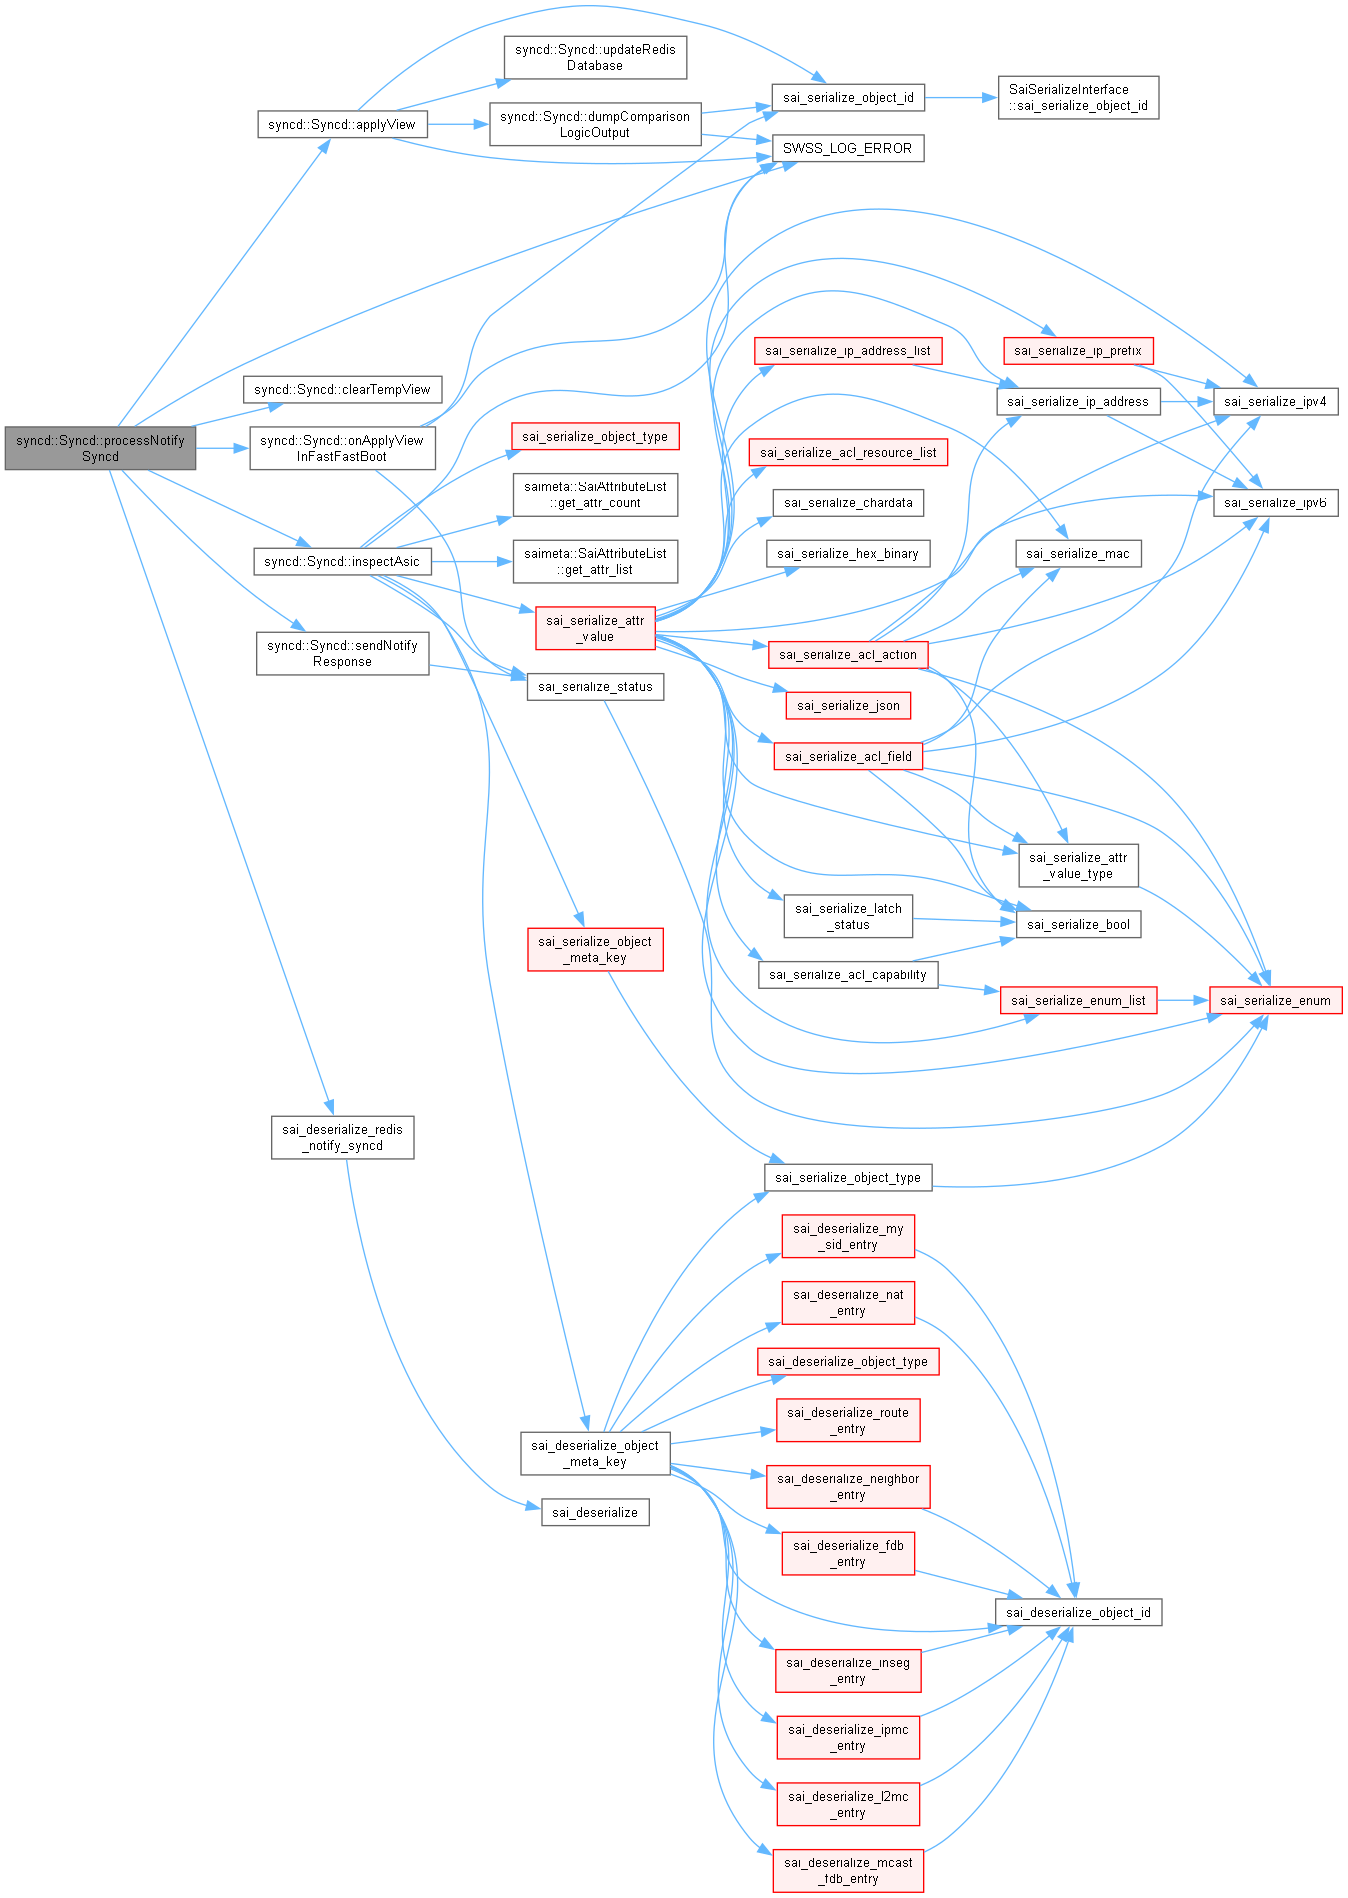 syncd::Syncd::processNotify
Syncd
syncd::Syncd::applyView
syncd::Syncd::clearTempView
syncd::Syncd::onApplyView
InFastFastBoot
syncd::Syncd::inspectAsic
syncd::Syncd::sendNotify
Response
sai_deserialize_redis
_notify_syncd
syncd::Syncd::updateRedis
Database
syncd::Syncd::dumpComparison
LogicOutput
sai_serialize_object_type
saimeta::SaiAttributeList
::get_attr_count
saimeta::SaiAttributeList
::get_attr_list
sai_serialize_attr
_value
sai_serialize_status
sai_serialize_object
_meta_key
sai_deserialize_object
_meta_key
sai_deserialize
sai_serialize_object_id
SWSS_LOG_ERROR
sai_serialize_ip_address_list
sai_serialize_acl_resource_list
sai_serialize_chardata
sai_serialize_hex_binary
sai_serialize_acl_action
sai_serialize_json
sai_serialize_acl_field
sai_serialize_latch
_status
sai_serialize_acl_capability
sai_serialize_object_type
sai_deserialize_my
_sid_entry
sai_deserialize_nat
_entry
sai_deserialize_object_type
sai_deserialize_route
_entry
sai_deserialize_neighbor
_entry
sai_deserialize_fdb
_entry
sai_deserialize_inseg
_entry
sai_deserialize_ipmc
_entry
sai_deserialize_l2mc
_entry
sai_deserialize_mcast
_fdb_entry
SaiSerializeInterface
::sai_serialize_object_id
sai_serialize_ip_prefix
sai_serialize_ip_address
sai_serialize_mac
sai_serialize_attr
_value_type
sai_serialize_bool
sai_serialize_enum_list
sai_deserialize_object_id
sai_serialize_ipv4
sai_serialize_ipv6
sai_serialize_enum